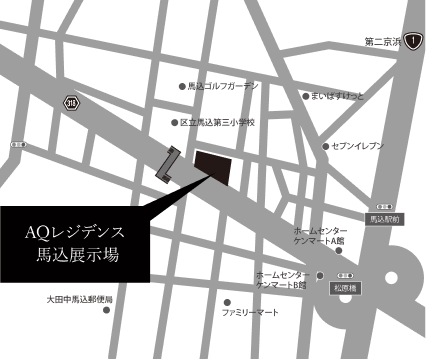 第二京浜
1
馬込ゴルフガーデン
まいばすけっと
318
区立馬込第三小学校
セブンイレブン
馬込駅前
AQレジデンス
馬込展示場
ホームセンター
ケンマートA館
ホームセンター
ケンマートB館
松原橋
大田中馬込郵便局
ファミリーマート